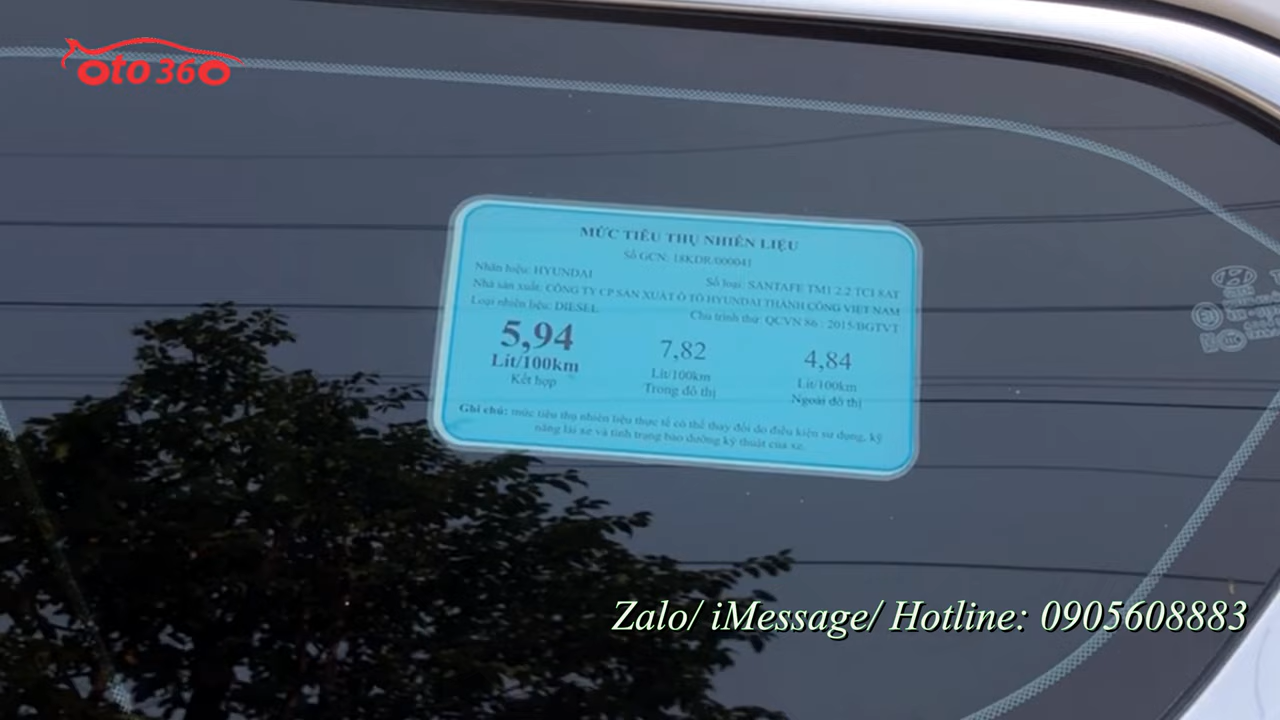 oto 360
MỨC TIÊU THỤ NHIÊN LIỆU
Số GCN: 18KDR/000041
Nhãn hiệu: HYUNDAI
Số loại: SANTAFE TM1 2.2 TCI 8AT
Nhà sản xuất: CÔNG TY CP SẢN XUẤT Ô TÔ HYUNDAI THÀNH CÔNG VIỆT NAM
Loại nhiên liệu: DIESEL
Chu trình thử: QCVN 86 : 2015/BGTVT
5,94 7,82 4,84
Lít/100km Lít/100km Lít/100km
Kết hợp Trong đô thị Ngoài đô thị
Ghi chú: mức tiêu thụ nhiên liệu thực tế có thể thay đổi do điều kiện sử dụng, kỹ
năng lái xe và tình trạng bảo dưỡng kỹ thuật của xe.
Zalo/ iMessage/ Hotline: 0905608883